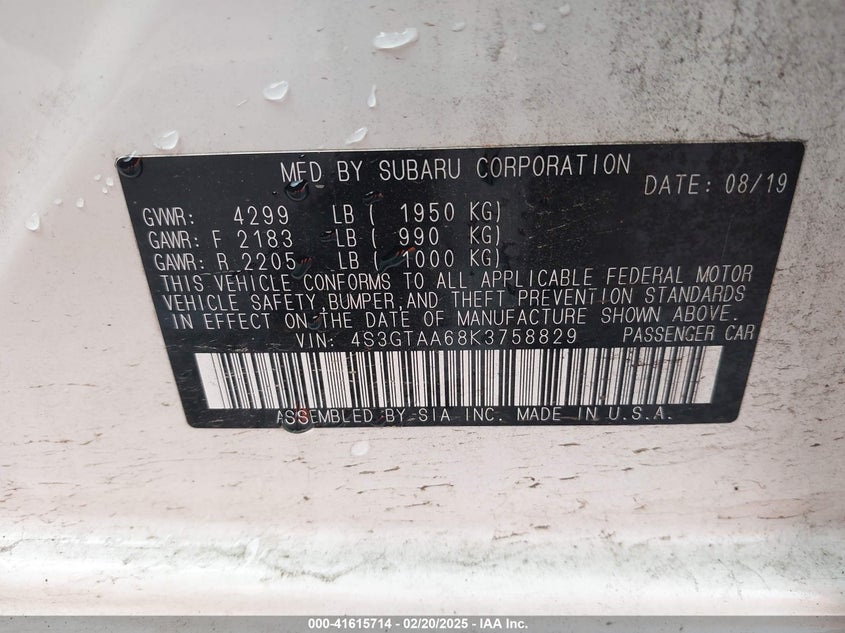 MFD BY SUBARU CORPORATION
DATE: 08/19
GVWR: 4299 LB ( 1950 KG)
GAWR: F 2183 LB ( 990 KG)
GAWR: R 2205 LB ( 1000 KG)
THIS VEHICLE CONFORMS TO ALL APPLICABLE FEDERAL MOTOR
VEHICLE SAFETY, BUMPER, AND THEFT PREVENTION STANDARDS
IN EFFECT ON THE DATE OF MANUFACTURE SHOWN ABOVE.
VIN: 4S3GTAA68K3758829 PASSENGER CAR
ASSEMBLED BY SIA INC. MADE IN U.S.A.
000-41615714 — 02/20/2025 — IAA Inc.